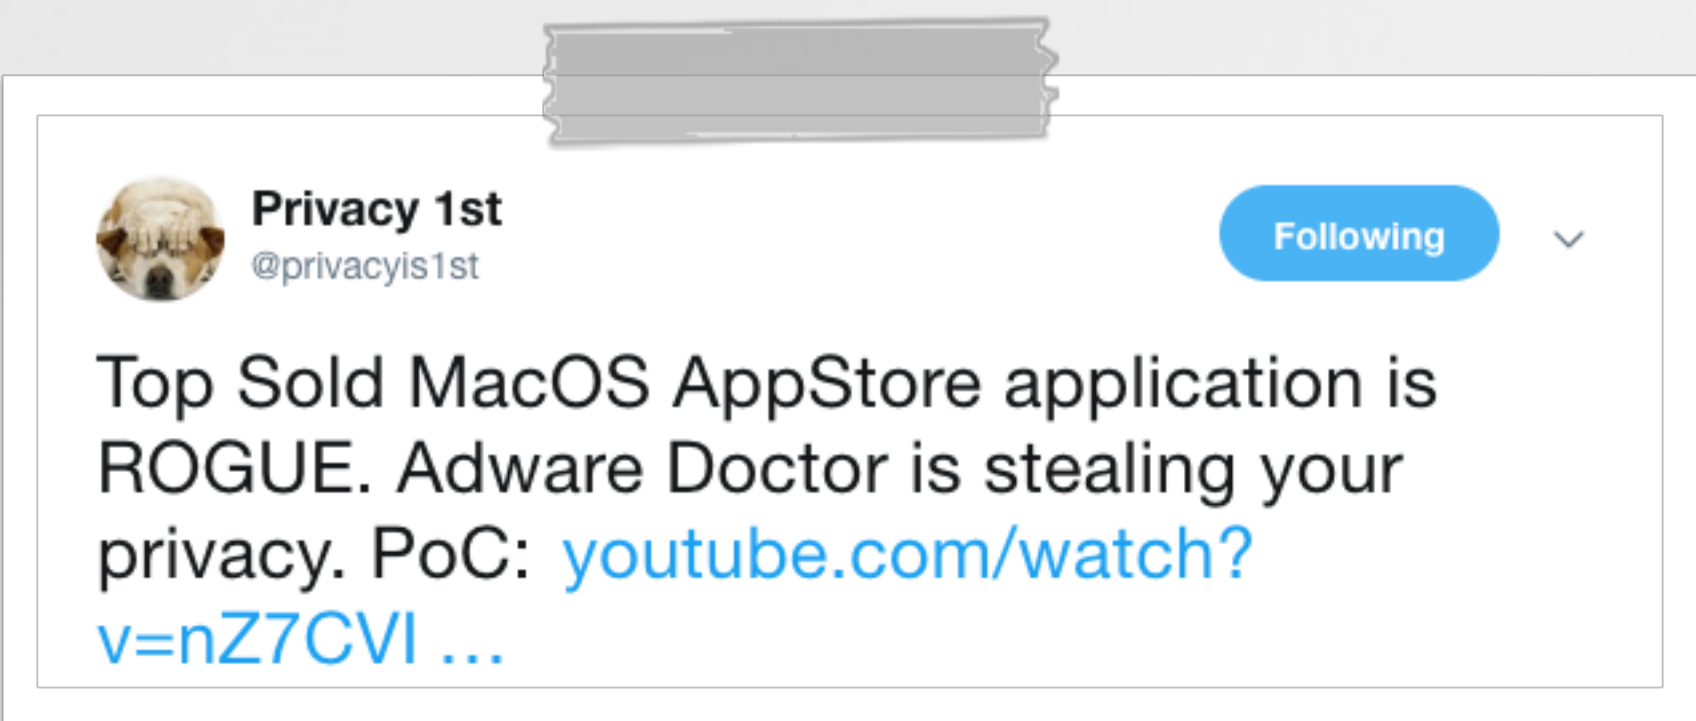 Privacy 1st
@privacyis1st
Following
Top Sold MacOS AppStore application is
ROGUE. Adware Doctor is stealing your
privacy. PoC: youtube.com/watch?
v=nZ7CVI ...